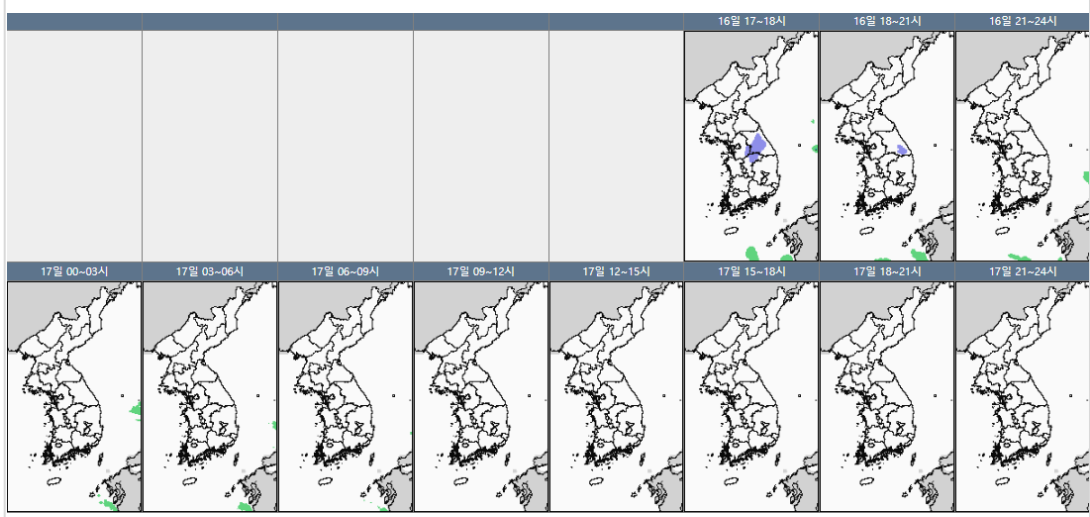 16일 17~18시
16일 18~21시
16일 21~24시
17일 00~03시
17일 03~06시
17일 06~09시
17일 09~12시
17일 12~15시
17일 15~18시
17일 18~21시
17일 21~24시